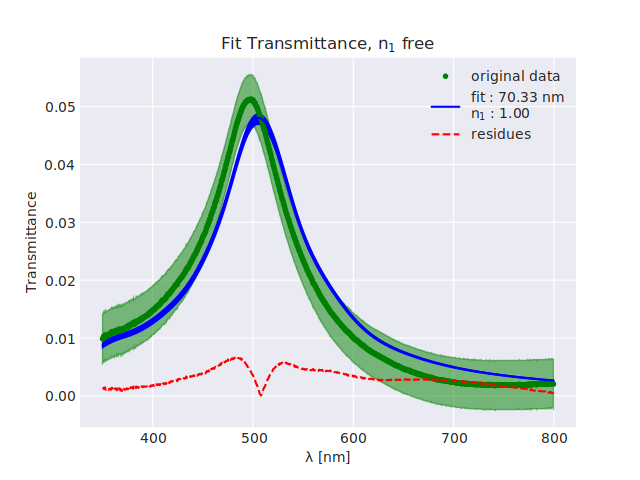 Fit Transmittance, n₁ free
original data
fit : 70.33 nm
n₁ : 1.00
residues
Transmittance
0.05
0.04
0.03
0.02
0.01
0.00
400 500 600 700 800
λ [nm]